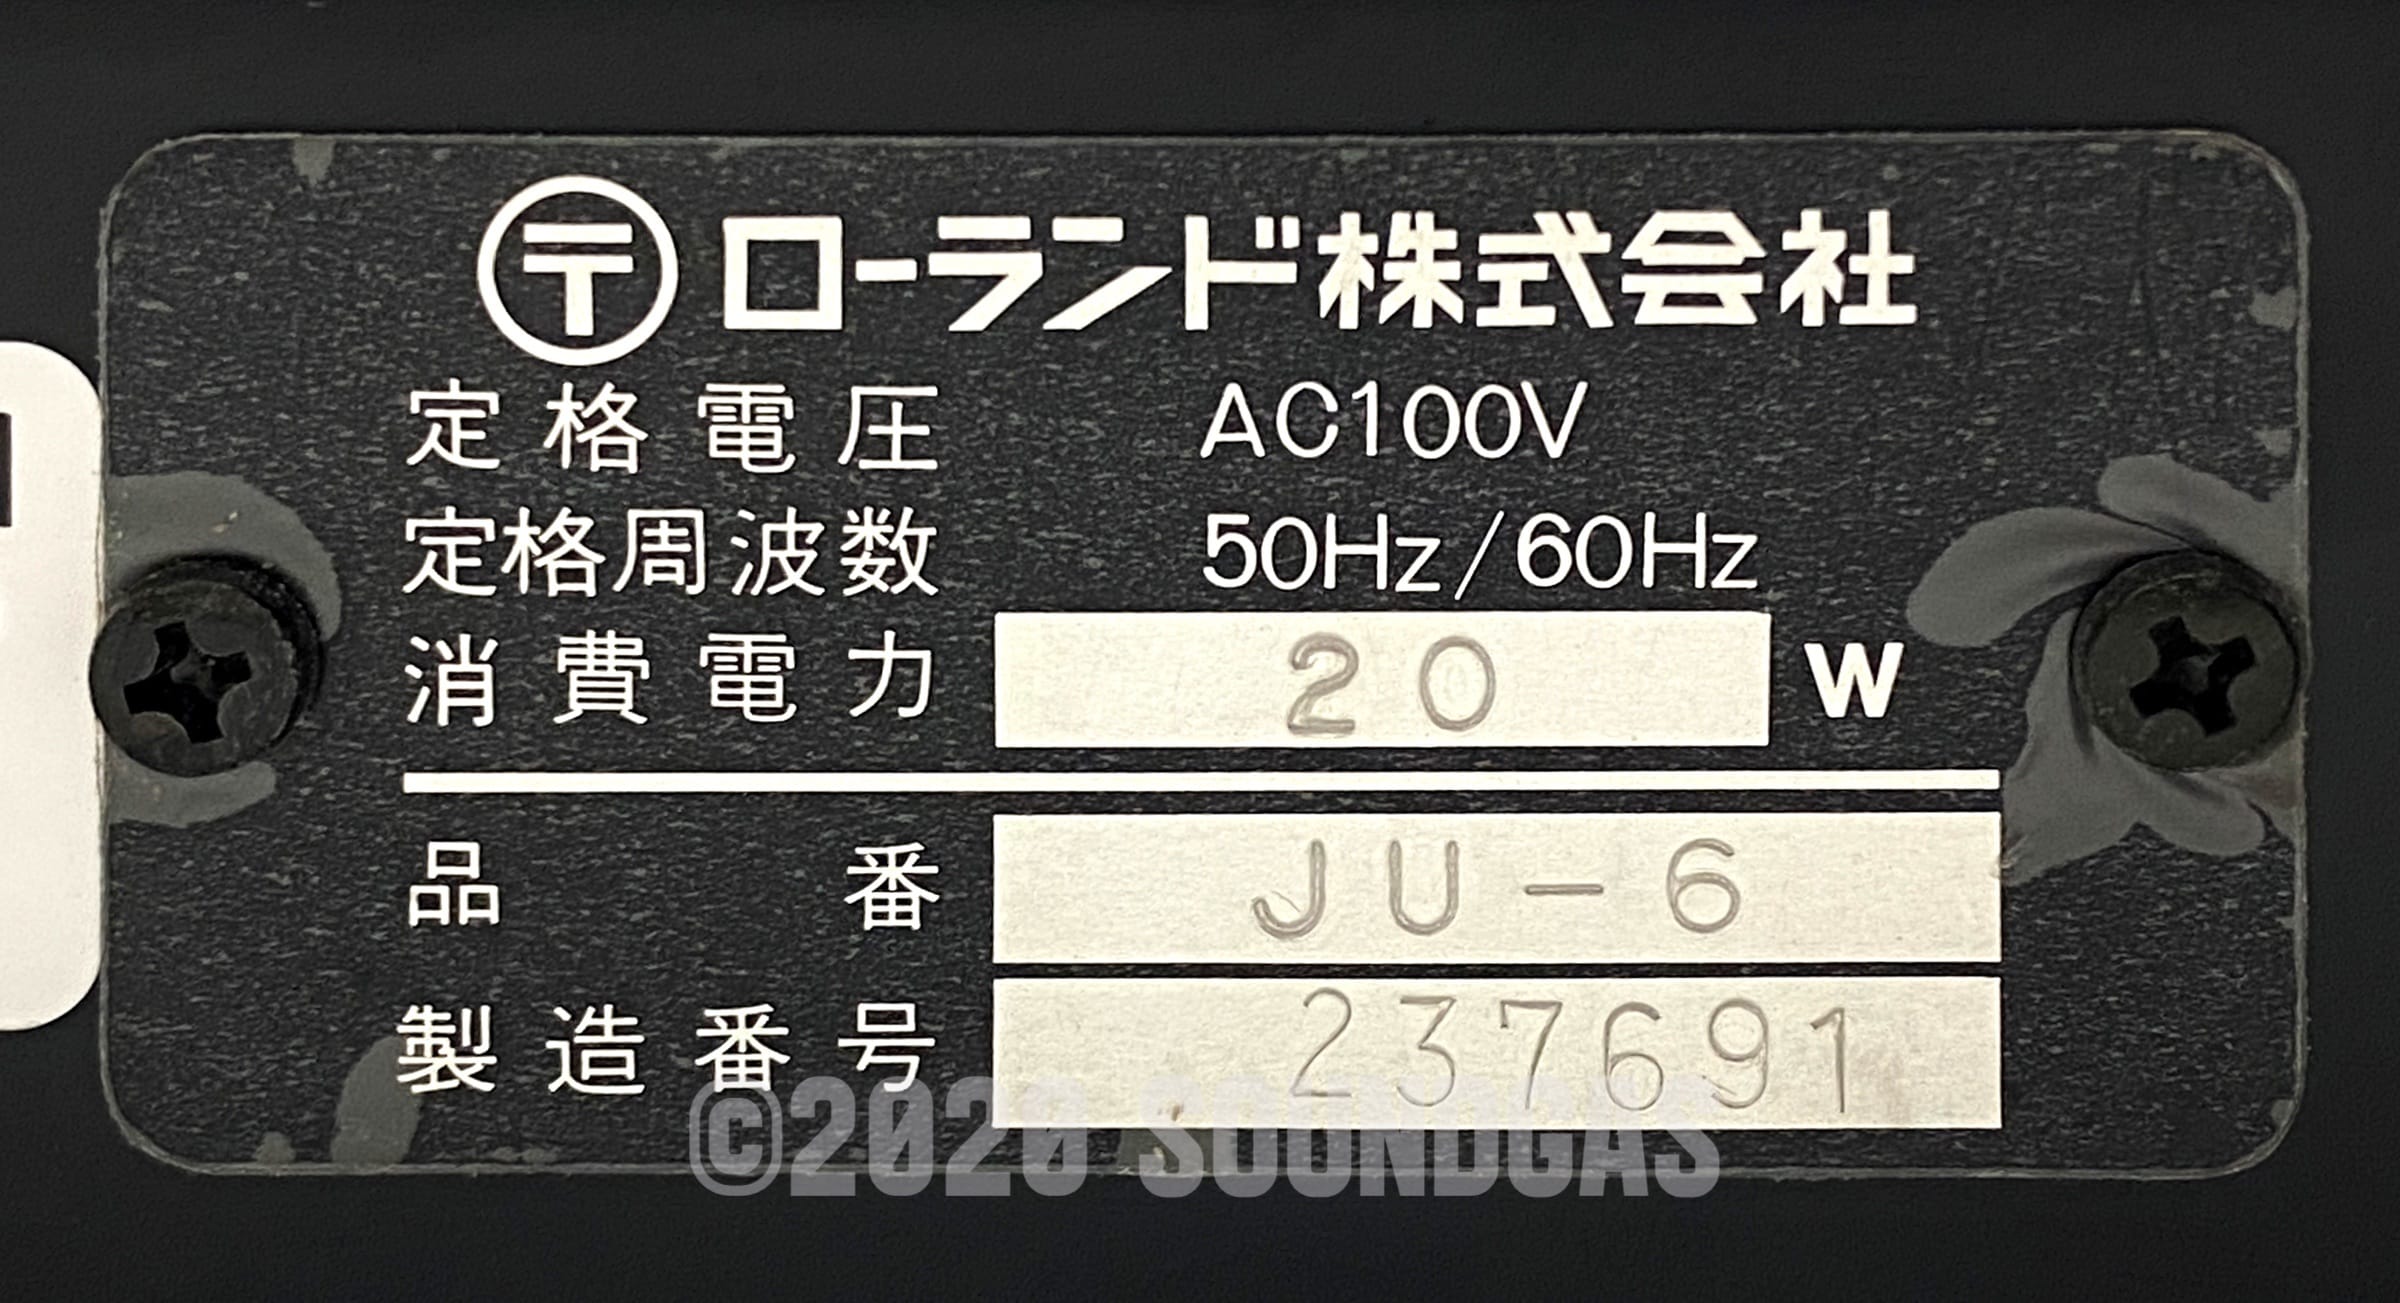 〒 ローランド株式会社
定格電圧 AC100V
定格周波数 50Hz/60Hz
消費電力 20 W
品番 JU-6
製造番号 237691
©2020 SOUNDGAS